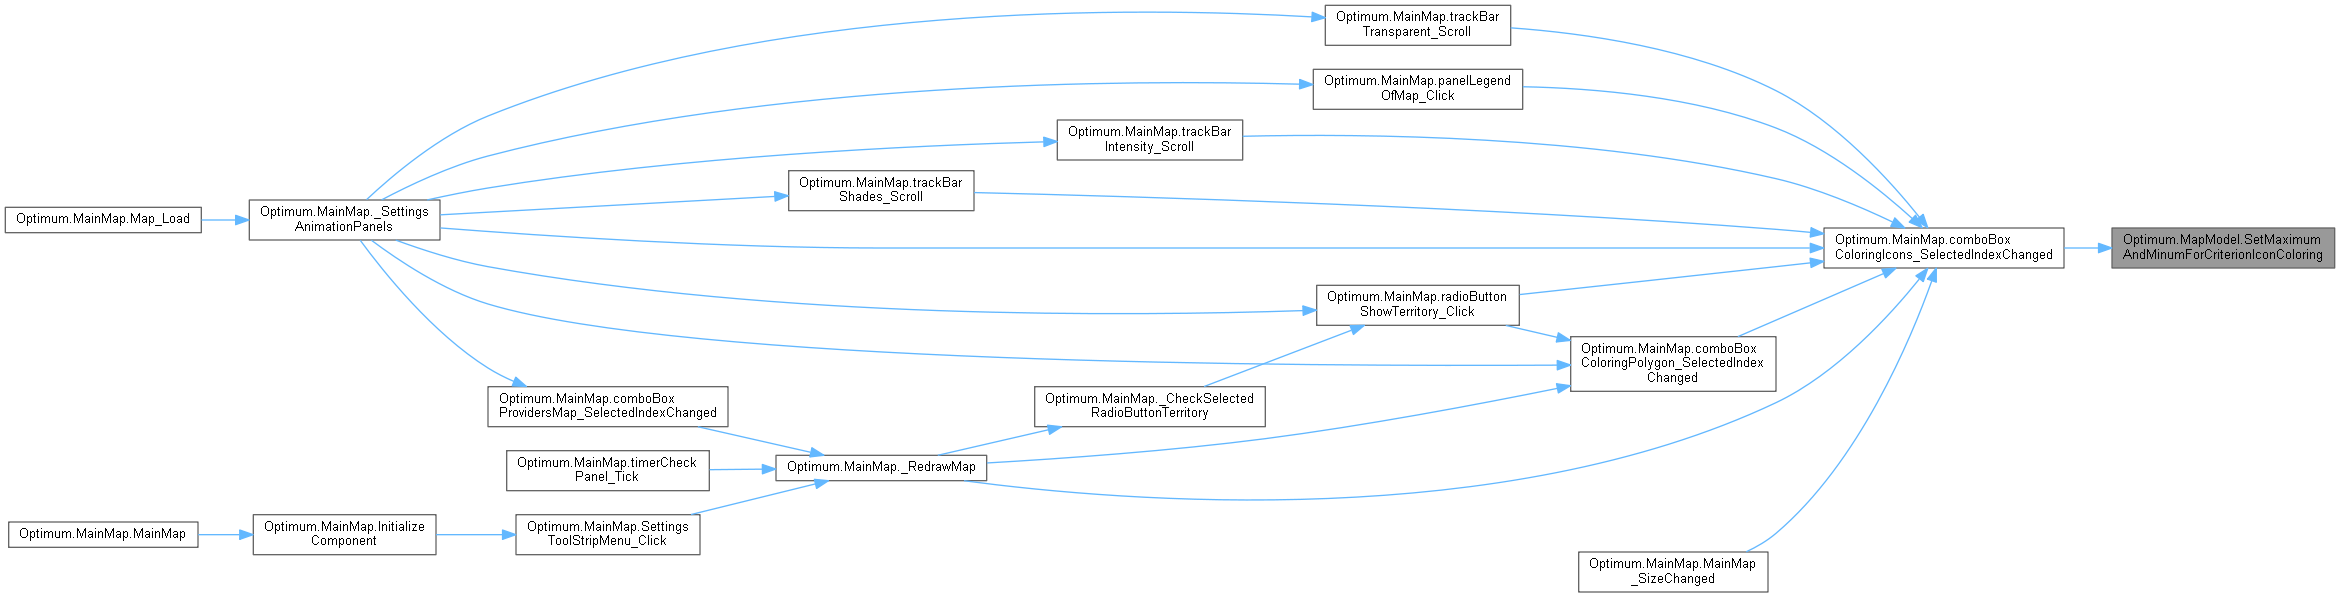 Optimum.MainMap.trackBar
Transparent_Scroll
Optimum.MainMap.panelLegend
OfMap_Click
Optimum.MainMap.trackBar
Intensity_Scroll
Optimum.MainMap.trackBar
Shades_Scroll
Optimum.MainMap.Map_Load
Optimum.MainMap._Settings
AnimationPanels
Optimum.MainMap.comboBox
ColoringIcons_SelectedIndexChanged
Optimum.MapModel.SetMaximum
AndMinumForCriterionIconColoring
Optimum.MainMap.radioButton
ShowTerritory_Click
Optimum.MainMap.comboBox
ColoringPolygon_SelectedIndex
Changed
Optimum.MainMap.comboBox
ProvidersMap_SelectedIndexChanged
Optimum.MainMap._CheckSelected
RadioButtonTerritory
Optimum.MainMap.timerCheck
Panel_Tick
Optimum.MainMap._RedrawMap
Optimum.MainMap.MainMap
Optimum.MainMap.Initialize
Component
Optimum.MainMap.Settings
ToolStripMenu_Click
Optimum.MainMap.MainMap
_SizeChanged